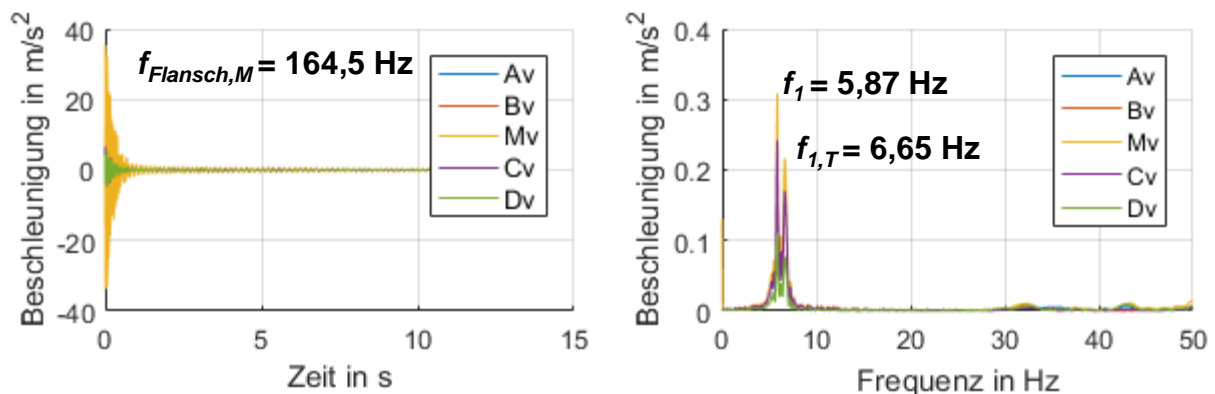 Beschleunigung in m/s²
40
20
0
-20
-40
0
5
10
15
Zeit in s
f_Flansch,M = 164,5 Hz
Av
Bv
Mv
Cv
Dv
Beschleunigung in m/s²
0.4
0.3
0.2
0.1
0
0
10
20
30
40
50
Frequenz in Hz
f_1 = 5,87 Hz
f_1,T = 6,65 Hz
Av
Bv
Mv
Cv
Dv